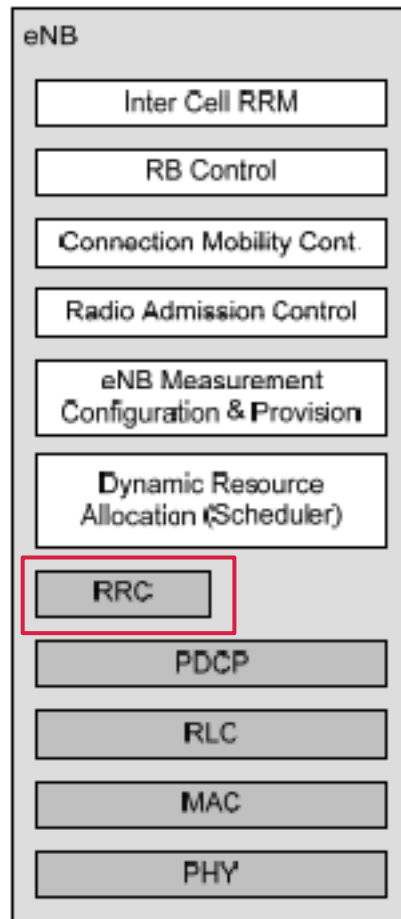 eNB
Inter Cell RRM
RB Control
Connection Mobility Cont.
Radio Admission Control
eNB Measurement
Configuration & Provision
Dynamic Resource
Allocation (Scheduler)
RRC
PDCP
RLC
MAC
PHY